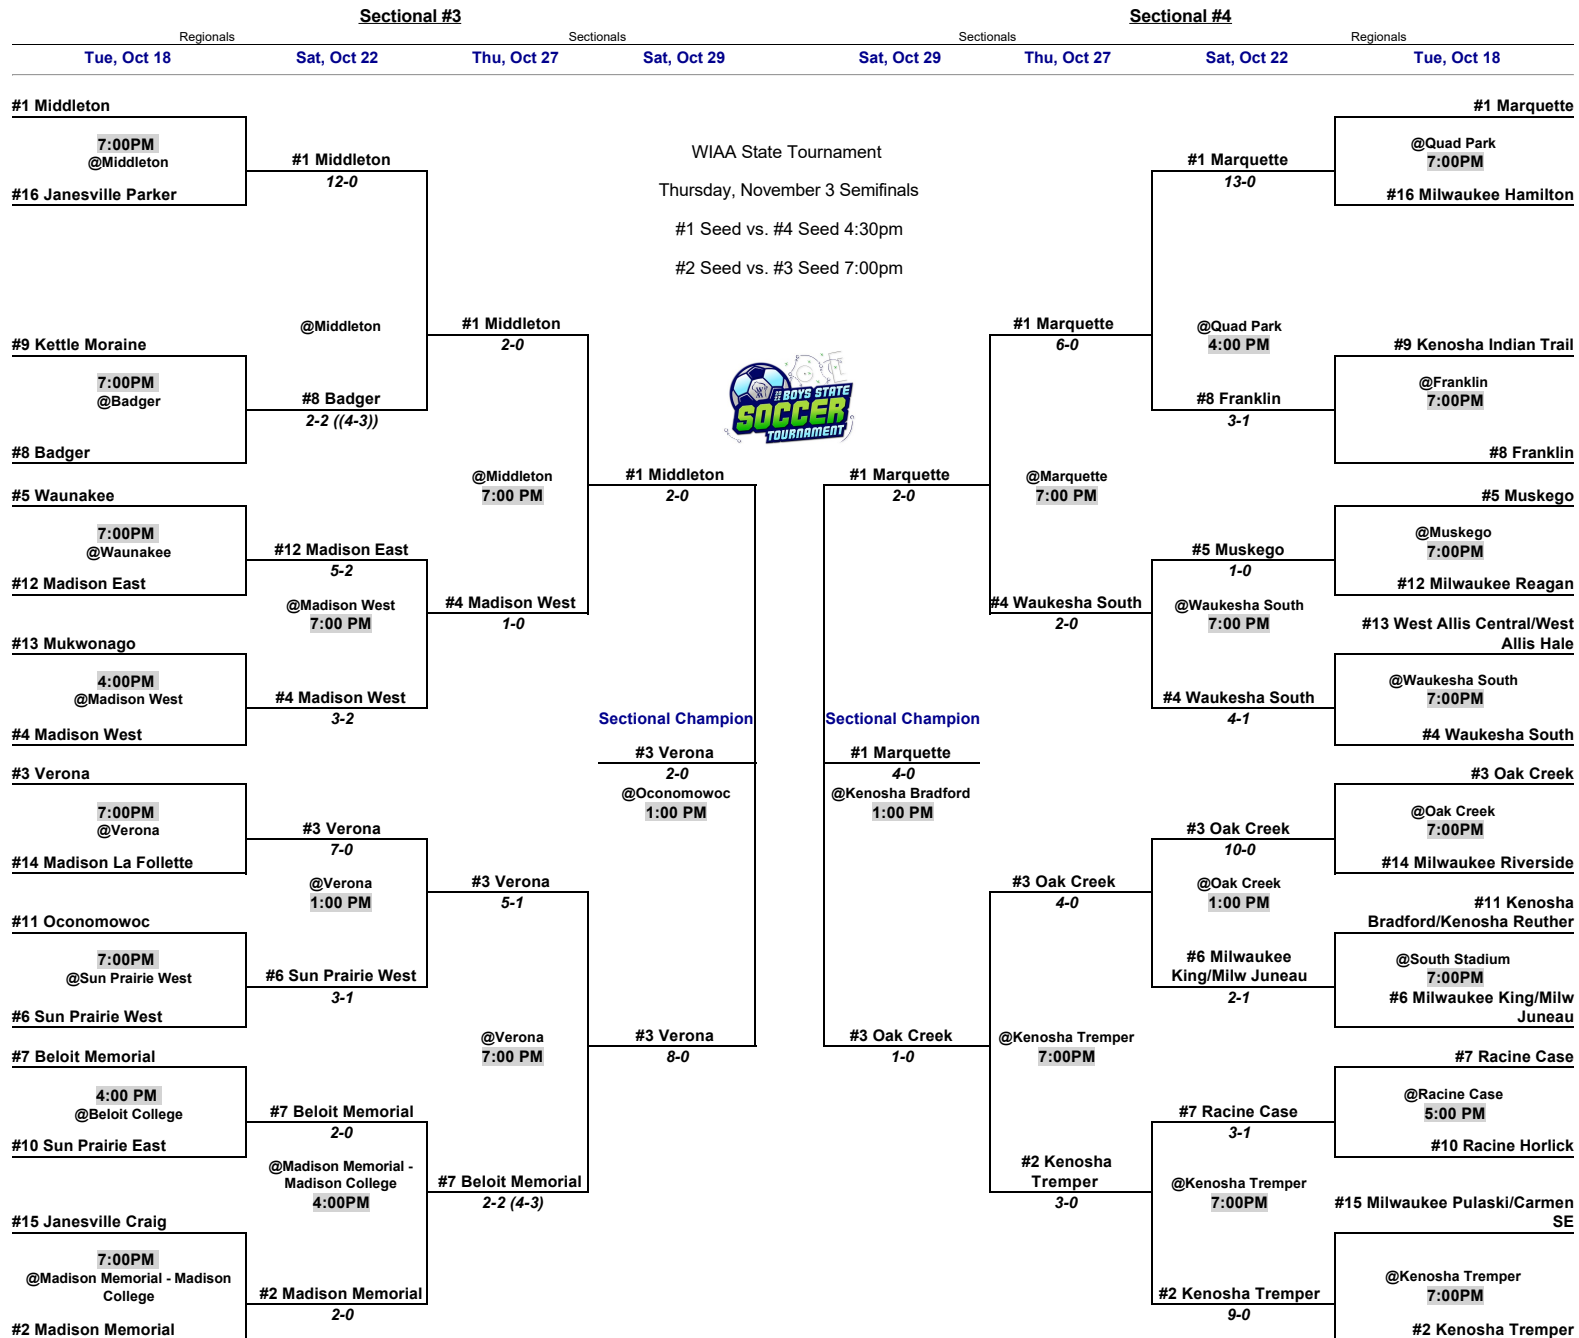 Sectional #3
Sectional #4
Regionals
Sectionals
Sectionals
Regionals
Tue, Oct 18
Sat, Oct 22
Thu, Oct 27
Sat, Oct 29
Sat, Oct 29
Thu, Oct 27
Sat, Oct 22
Tue, Oct 18
#1 Middleton
7:00PM
@Middleton
#16 Janesville Parker
#9 Kettle Moraine
7:00PM
@Badger
#8 Badger
#5 Waunakee
7:00PM
@Waunakee
#12 Madison East
#13 Mukwonago
4:00PM
@Madison West
#4 Madison West
#3 Verona
7:00PM
@Verona
#14 Madison La Follette
#11 Oconomowoc
7:00PM
@Sun Prairie West
#6 Sun Prairie West
#7 Beloit Memorial
4:00 PM
@Beloit College
#10 Sun Prairie East
#15 Janesville Craig
7:00PM
@Madison Memorial - Madison
College
#2 Madison Memorial
#1 Middleton
12-0
@Middleton
#8 Badger
2-2 ((4-3))
#12 Madison East
5-2
@Madison West
7:00 PM
#4 Madison West
3-2
#3 Verona
7-0
@Verona
1:00 PM
#6 Sun Prairie West
3-1
#7 Beloit Memorial
2-0
@Madison Memorial -
Madison College
4:00PM
#2 Madison Memorial
2-0
#1 Middleton
2-0
@Middleton
7:00 PM
#4 Madison West
1-0
#3 Verona
5-1
@Verona
7:00 PM
#7 Beloit Memorial
2-2 (4-3)
#1 Middleton
2-0
Sectional Champion
#3 Verona
2-0
@Oconomowoc
1:00 PM
#3 Verona
8-0
WIAA State Tournament
Thursday, November 3 Semifinals
#1 Seed vs. #4 Seed 4:30pm
#2 Seed vs. #3 Seed 7:00pm
BOYS STATE
SOCCER
TOURNAMENT
#1 Marquette
2-0
Sectional Champion
#1 Marquette
4-0
@Kenosha Bradford
1:00 PM
#3 Oak Creek
1-0
#1 Marquette
6-0
@Marquette
7:00 PM
#4 Waukesha South
2-0
#3 Oak Creek
4-0
@Kenosha Tremper
7:00PM
#2 Kenosha
Tremper
3-0
#1 Marquette
13-0
@Quad Park
4:00 PM
#8 Franklin
3-1
#5 Muskego
1-0
@Waukesha South
7:00 PM
#4 Waukesha South
4-1
#3 Oak Creek
10-0
@Oak Creek
1:00 PM
#6 Milwaukee
King/Milw Juneau
2-1
#7 Racine Case
3-1
@Kenosha Tremper
7:00PM
#2 Kenosha Tremper
9-0
#1 Marquette
@Quad Park
7:00PM
#16 Milwaukee Hamilton
#9 Kenosha Indian Trail
@Franklin
7:00PM
#8 Franklin
#5 Muskego
@Muskego
7:00PM
#12 Milwaukee Reagan
#13 West Allis Central/West
Allis Hale
@Waukesha South
7:00PM
#4 Waukesha South
#3 Oak Creek
@Oak Creek
7:00PM
#14 Milwaukee Riverside
#11 Kenosha
Bradford/Kenosha Reuther
@South Stadium
7:00PM
#6 Milwaukee King/Milw
Juneau
#7 Racine Case
@Racine Case
5:00 PM
#10 Racine Horlick
#15 Milwaukee Pulaski/Carmen
SE
@Kenosha Tremper
7:00PM
#2 Kenosha Tremper